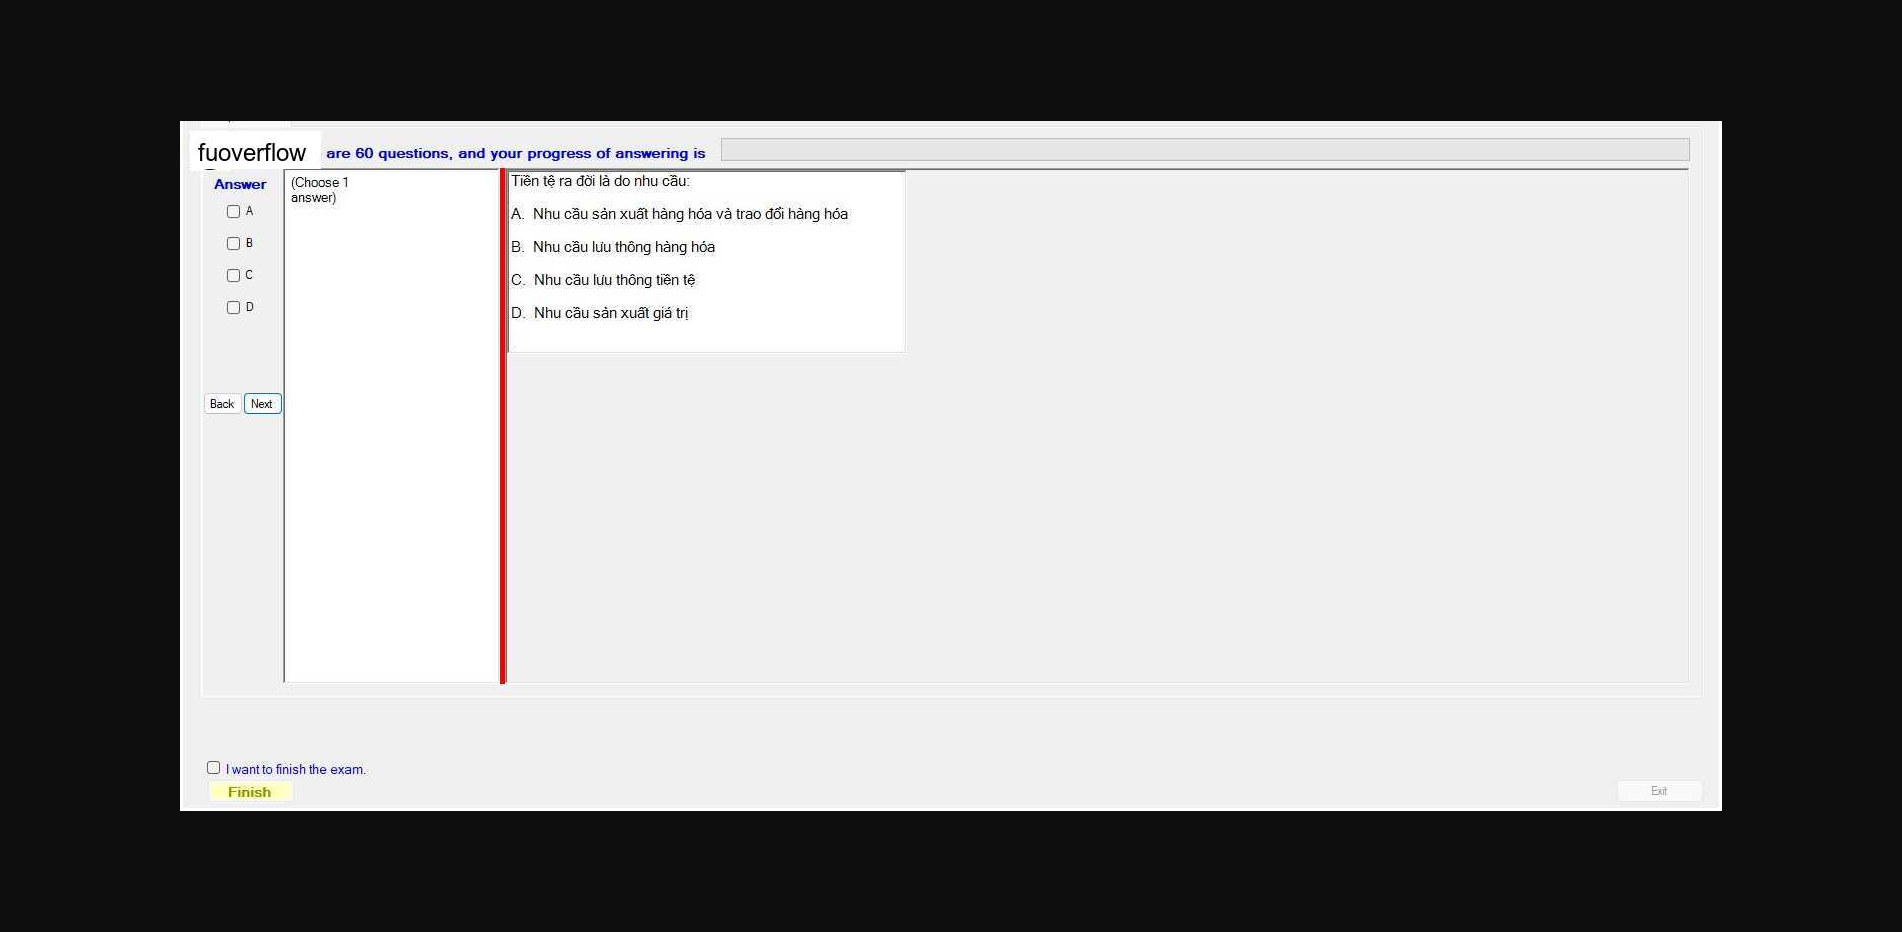 fuoverflow are 60 questions, and your progress of answering is
Answer
A
B
C
D
Back Next
(Choose 1
answer)
Tiền tệ ra đời là do nhu cầu:
A. Nhu cầu sản xuất hàng hóa và trao đổi hàng hóa
B. Nhu cầu lưu thông hàng hóa
C. Nhu cầu lưu thông tiền tệ
D. Nhu cầu sản xuất giá trị
I want to finish the exam.
Finish
Exit